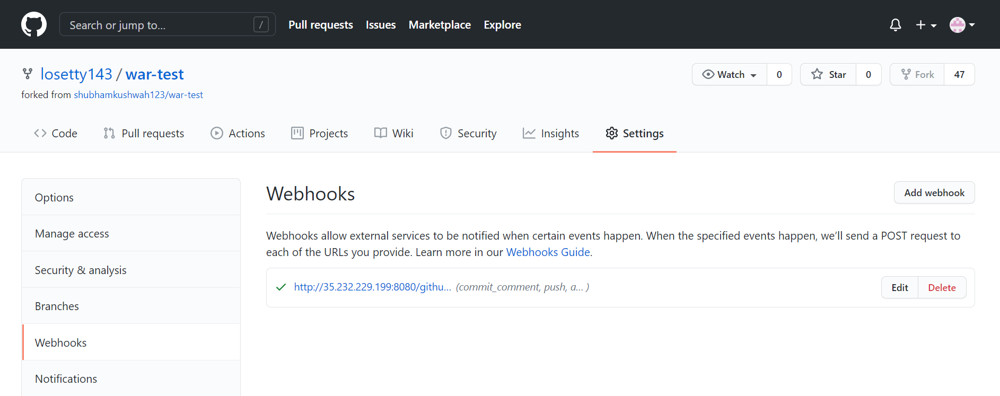 Search or jump to... /
Pull requests Issues Marketplace Explore
losetty143 / war-test
Watch 0 Star 0 Fork 47
forked from shubhamkushwah123/war-test
Code Pull requests Actions Projects Wiki Security Insights Settings
Options
Manage access
Security & analysis
Branches
Webhooks
Notifications
Webhooks
Add webhook
Webhooks allow external services to be notified when certain events happen. When the specified events happen, we’ll send a POST request to
each of the URLs you provide. Learn more in our Webhooks Guide.
http://35.232.229.199:8080/githu... (commit_comment, push, a... )
Edit Delete